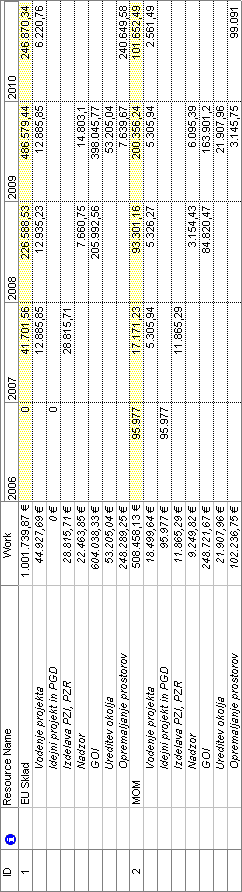 ID Resource Name Work 2006 2007 2008 2009 2010
1 EU Sklad 1.001.739,87 € 0 41.701,56 226.588,53 486.579,44 246.870,34
Vodenje projekta 44.927,69 € 12.885,85 12.935,23 12.885,85 6.220,76
Idejni projekt in PGD 0 € 0
Izdelava PZI, PZR 28.815,71 € 28.815,71
Nadzor 22.463,85 € 7.660,75 14.803,1
GOI 604.038,33 € 205.992,56 398.045,77
Ureditev okolja 53.205,04 € 53.205,04
Opremaljanje prostorov 248.289,25 € 7.639,67 240.649,58
2 MOM 508.458,13 € 95.977 17.171,23 93.301,16 200.356,24 101.652,49
Vodenje projekta 18.499,64 € 5.305,94 5.326,27 5.305,94 2.561,49
Idejni projekt in PGD 95.977 € 95.977
Izdelava PZI, PZR 11.865,29 € 11.865,29
Nadzor 9.249,82 € 3.154,43 6.095,39
GOI 248.721,67 € 84.820,47 163.901,2
Ureditev okolja 21.907,96 € 21.907,96
Opremaljanje prostorov 102.236,75 € 3.145,75 99.091